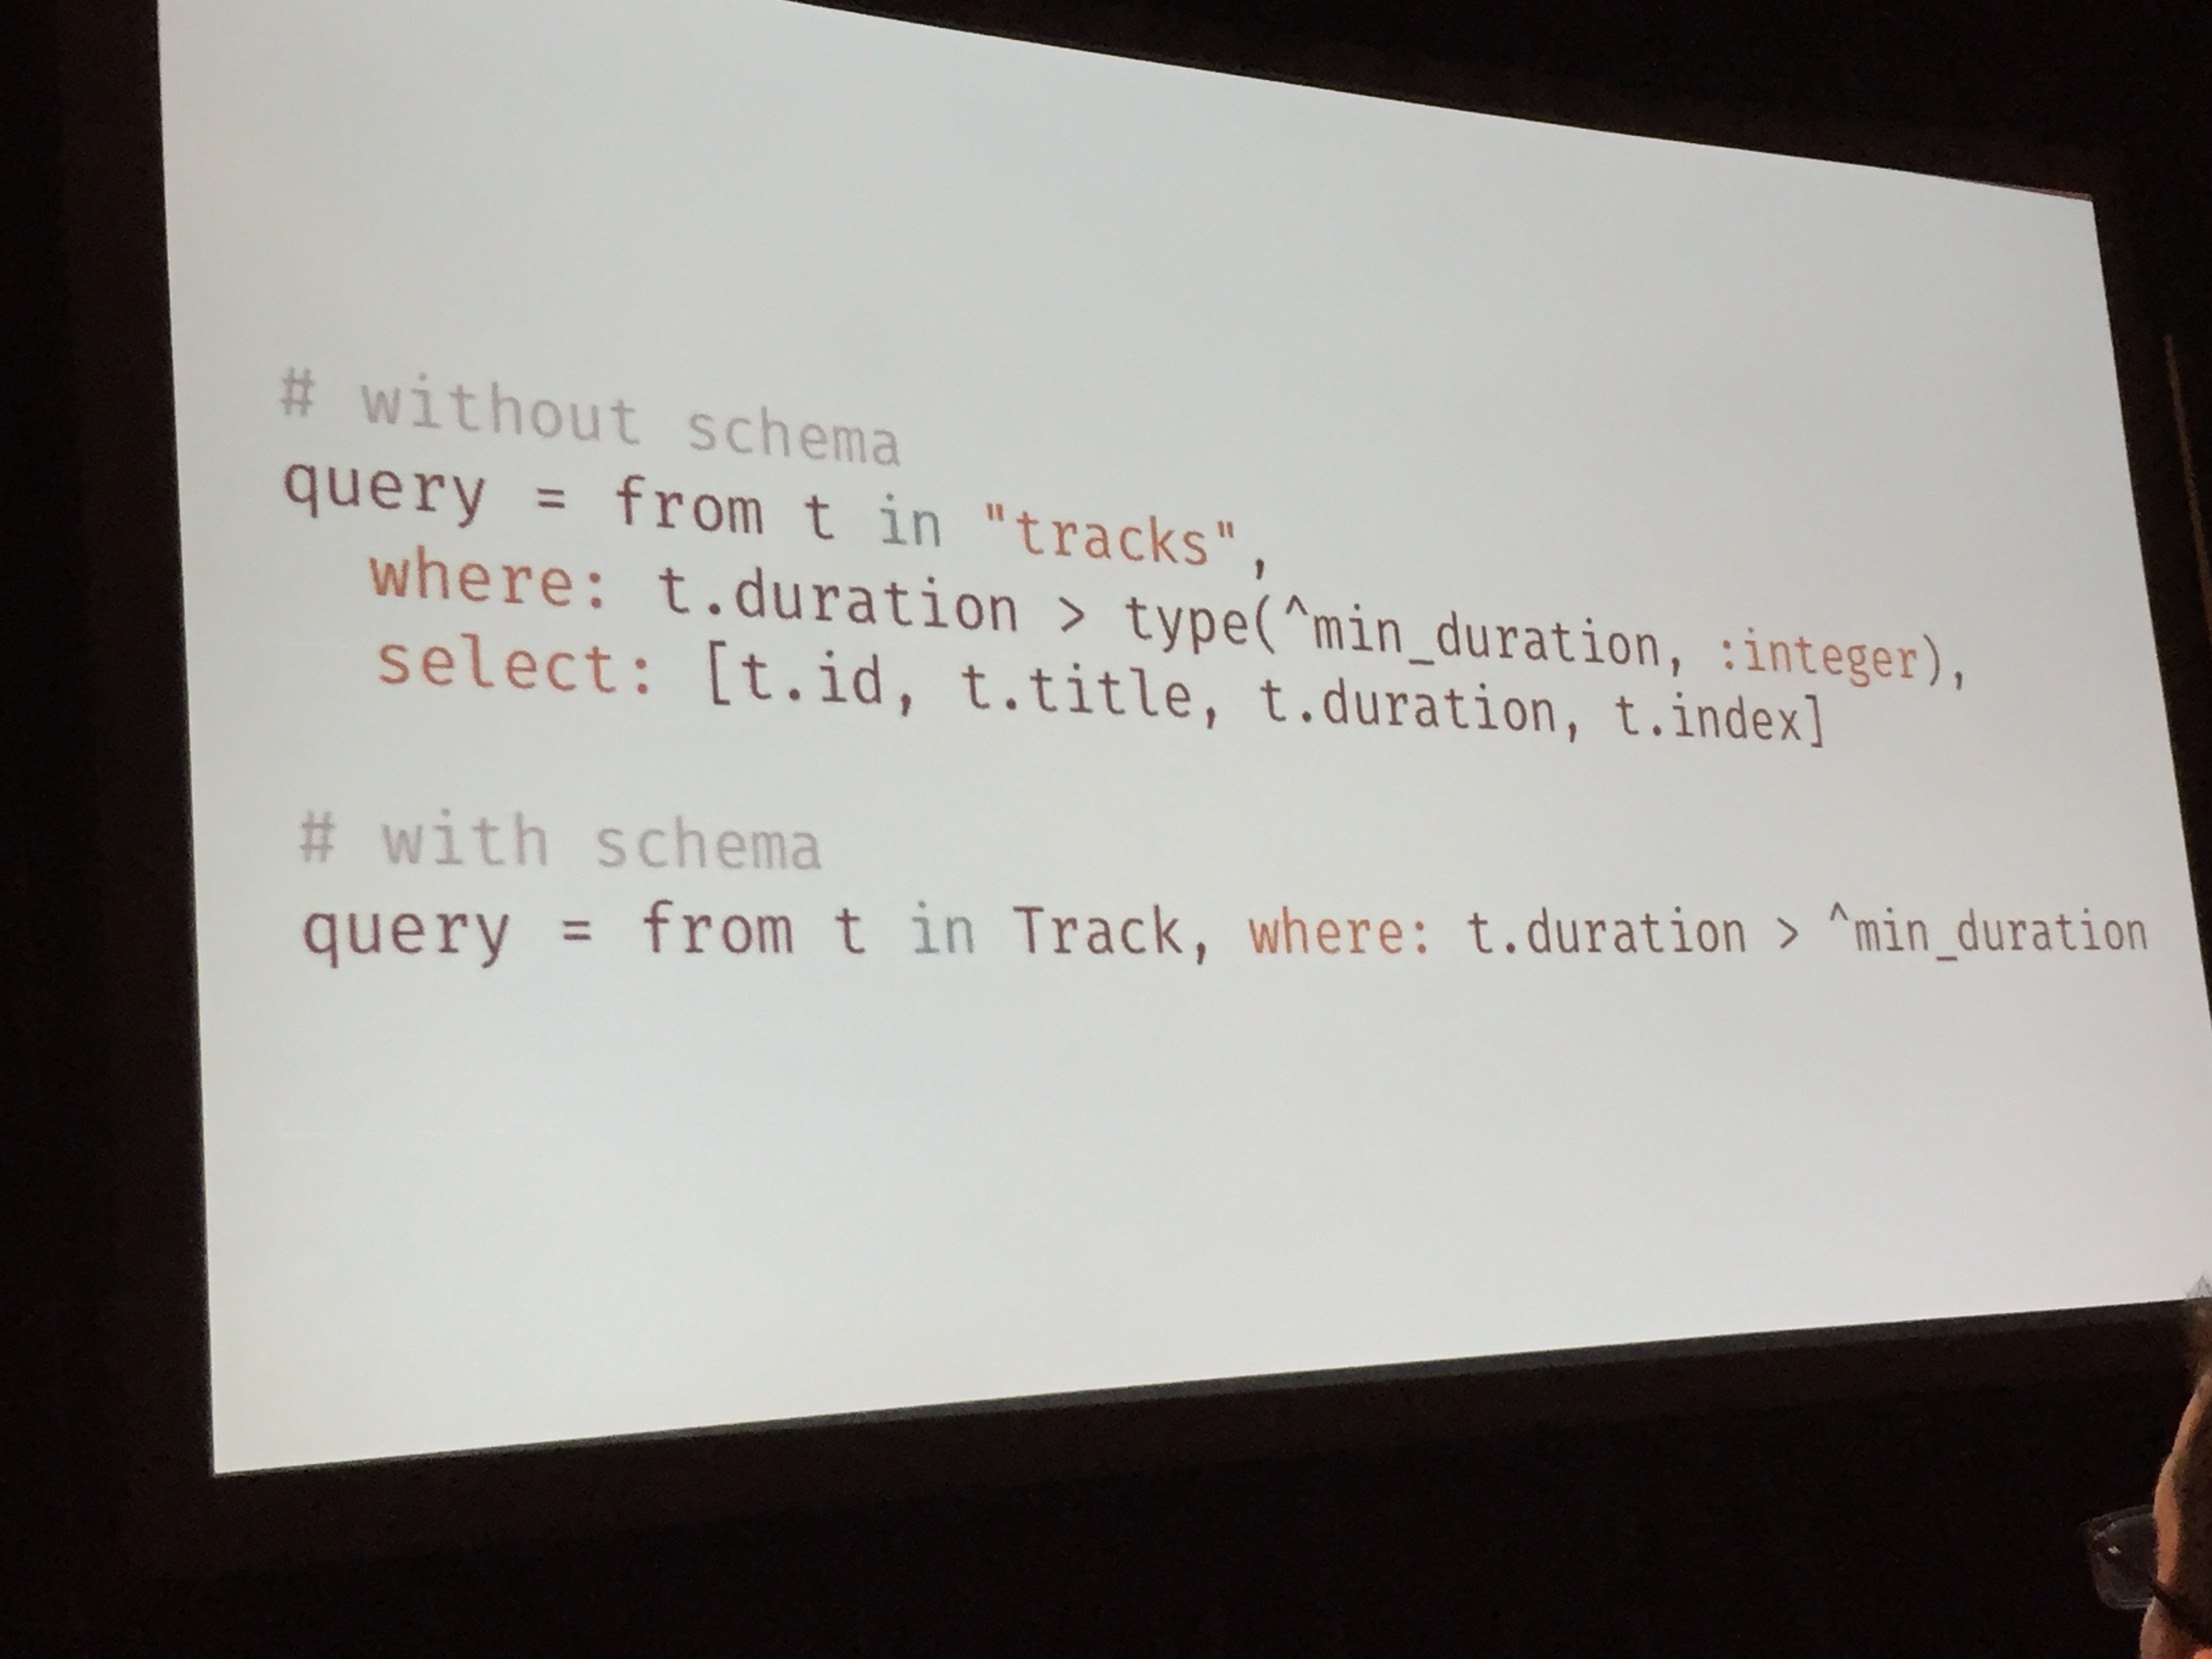 # without schema
query = from t in "tracks",
  where: t.duration > type(^min_duration, :integer),
  select: [t.id, t.title, t.duration, t.index]
# with schema
query = from t in Track, where: t.duration > ^min_duration